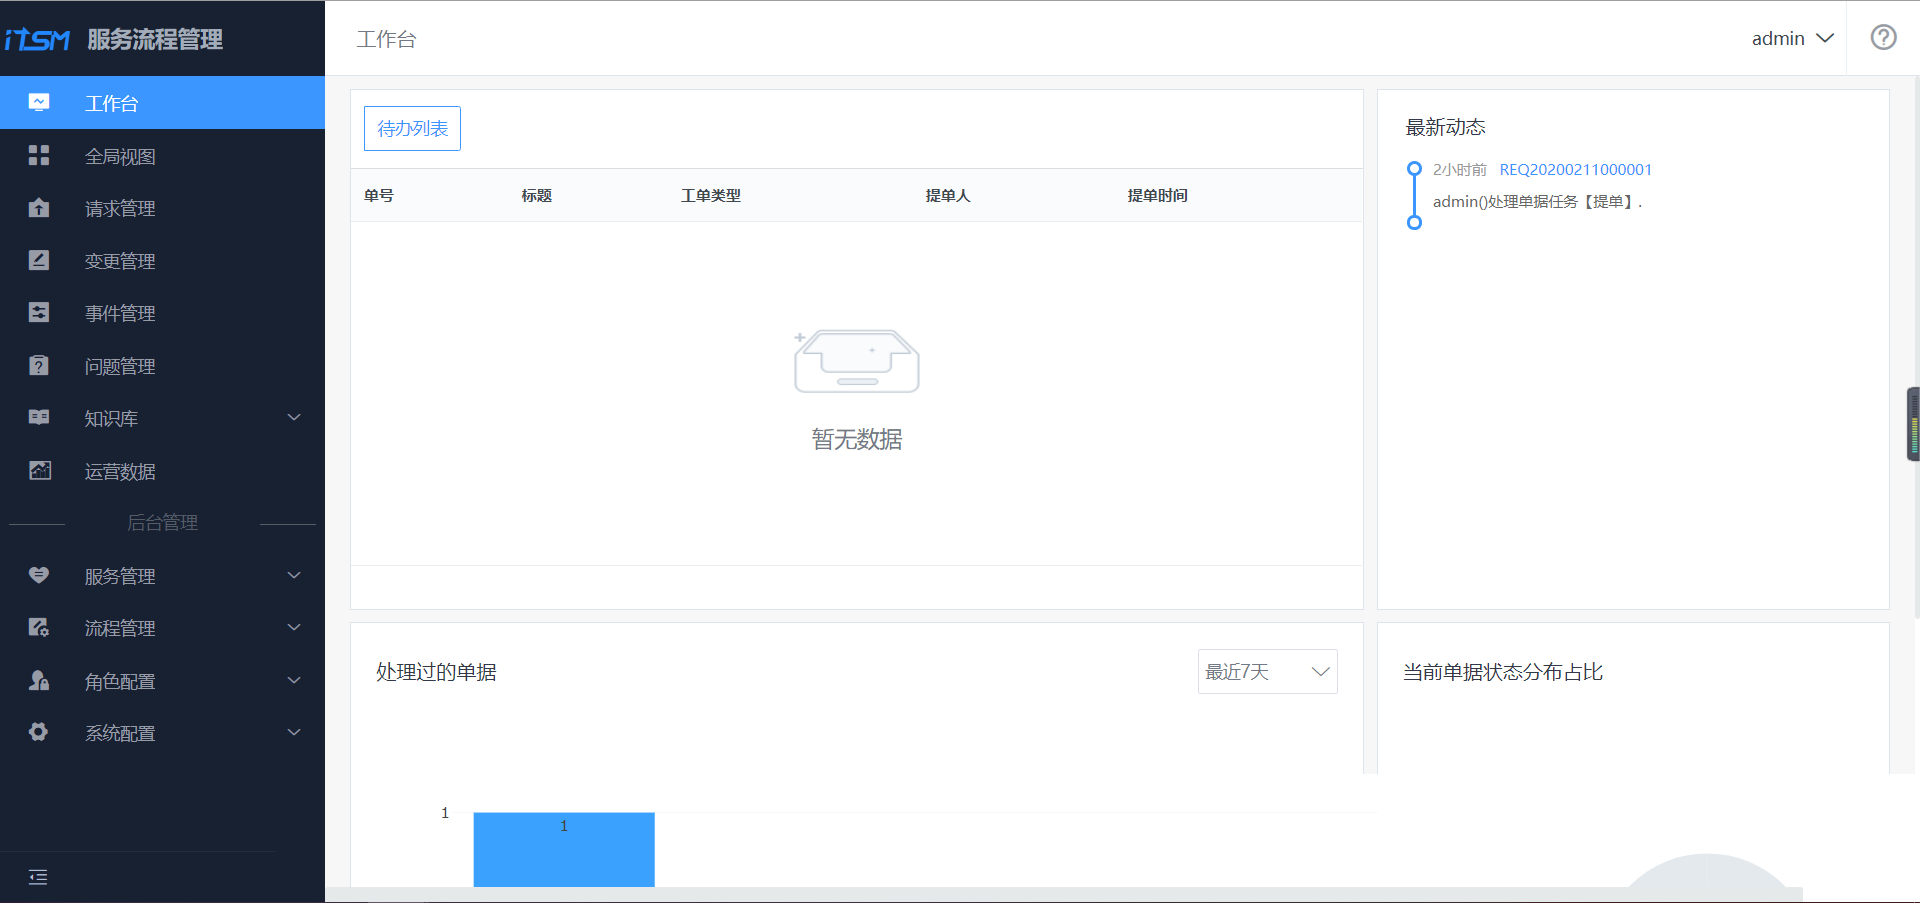 iTSM 服务流程管理
工作台
全局视图
请求管理
变更管理
事件管理
问题管理
知识库
运营数据
后台管理
服务管理
流程管理
角色配置
系统配置
工作台
admin
待办列表
单号 标题 工单类型 提单人 提单时间
暂无数据
最新动态
2小时前 REQ20200211000001
admin()处理单据任务【提单】.
处理过的单据
最近7天
1
1
当前单据状态分布占比